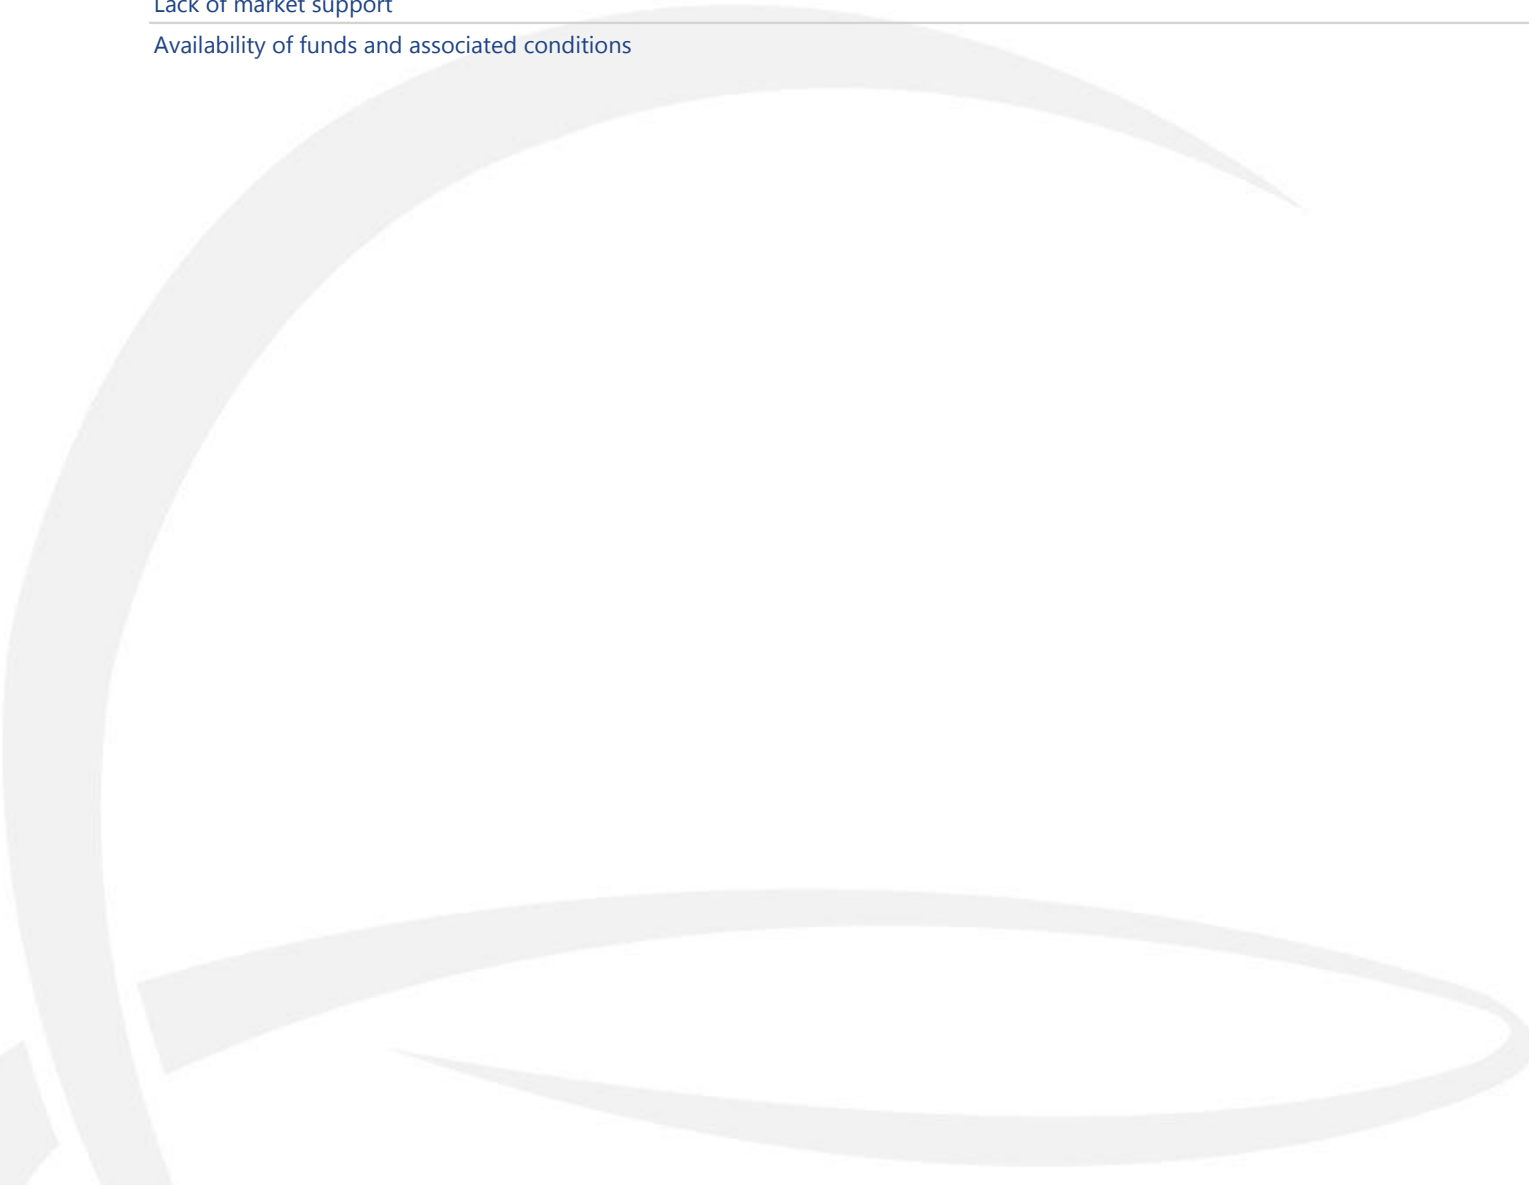 Lack of market support
Availability of funds and associated conditions